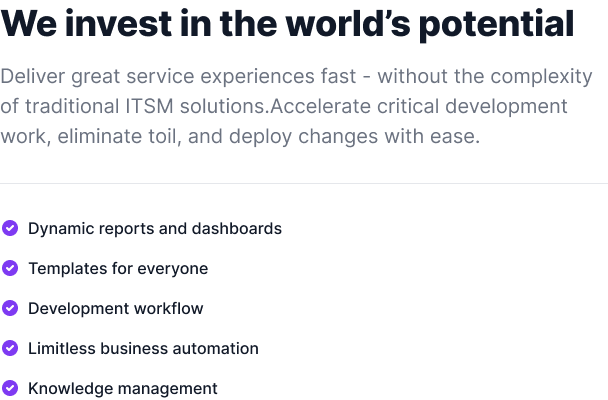 We invest in the world’s potential
Deliver great service experiences fast - without the complexity
of traditional ITSM solutions.Accelerate critical development
work, eliminate toil, and deploy changes with ease.
Dynamic reports and dashboards
Templates for everyone
Development workflow
Limitless business automation
Knowledge management